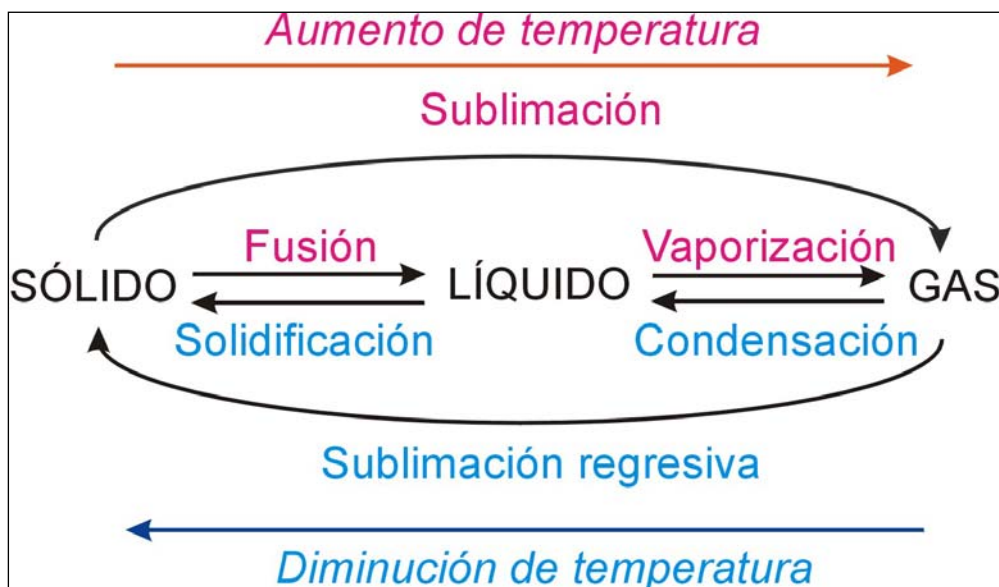 Aumento de temperatura
Sublimación
Fusión
Vaporización
SÓLIDO
LÍQUIDO
GAS
Solidificación
Condensación
Sublimación regresiva
Diminución de temperatura